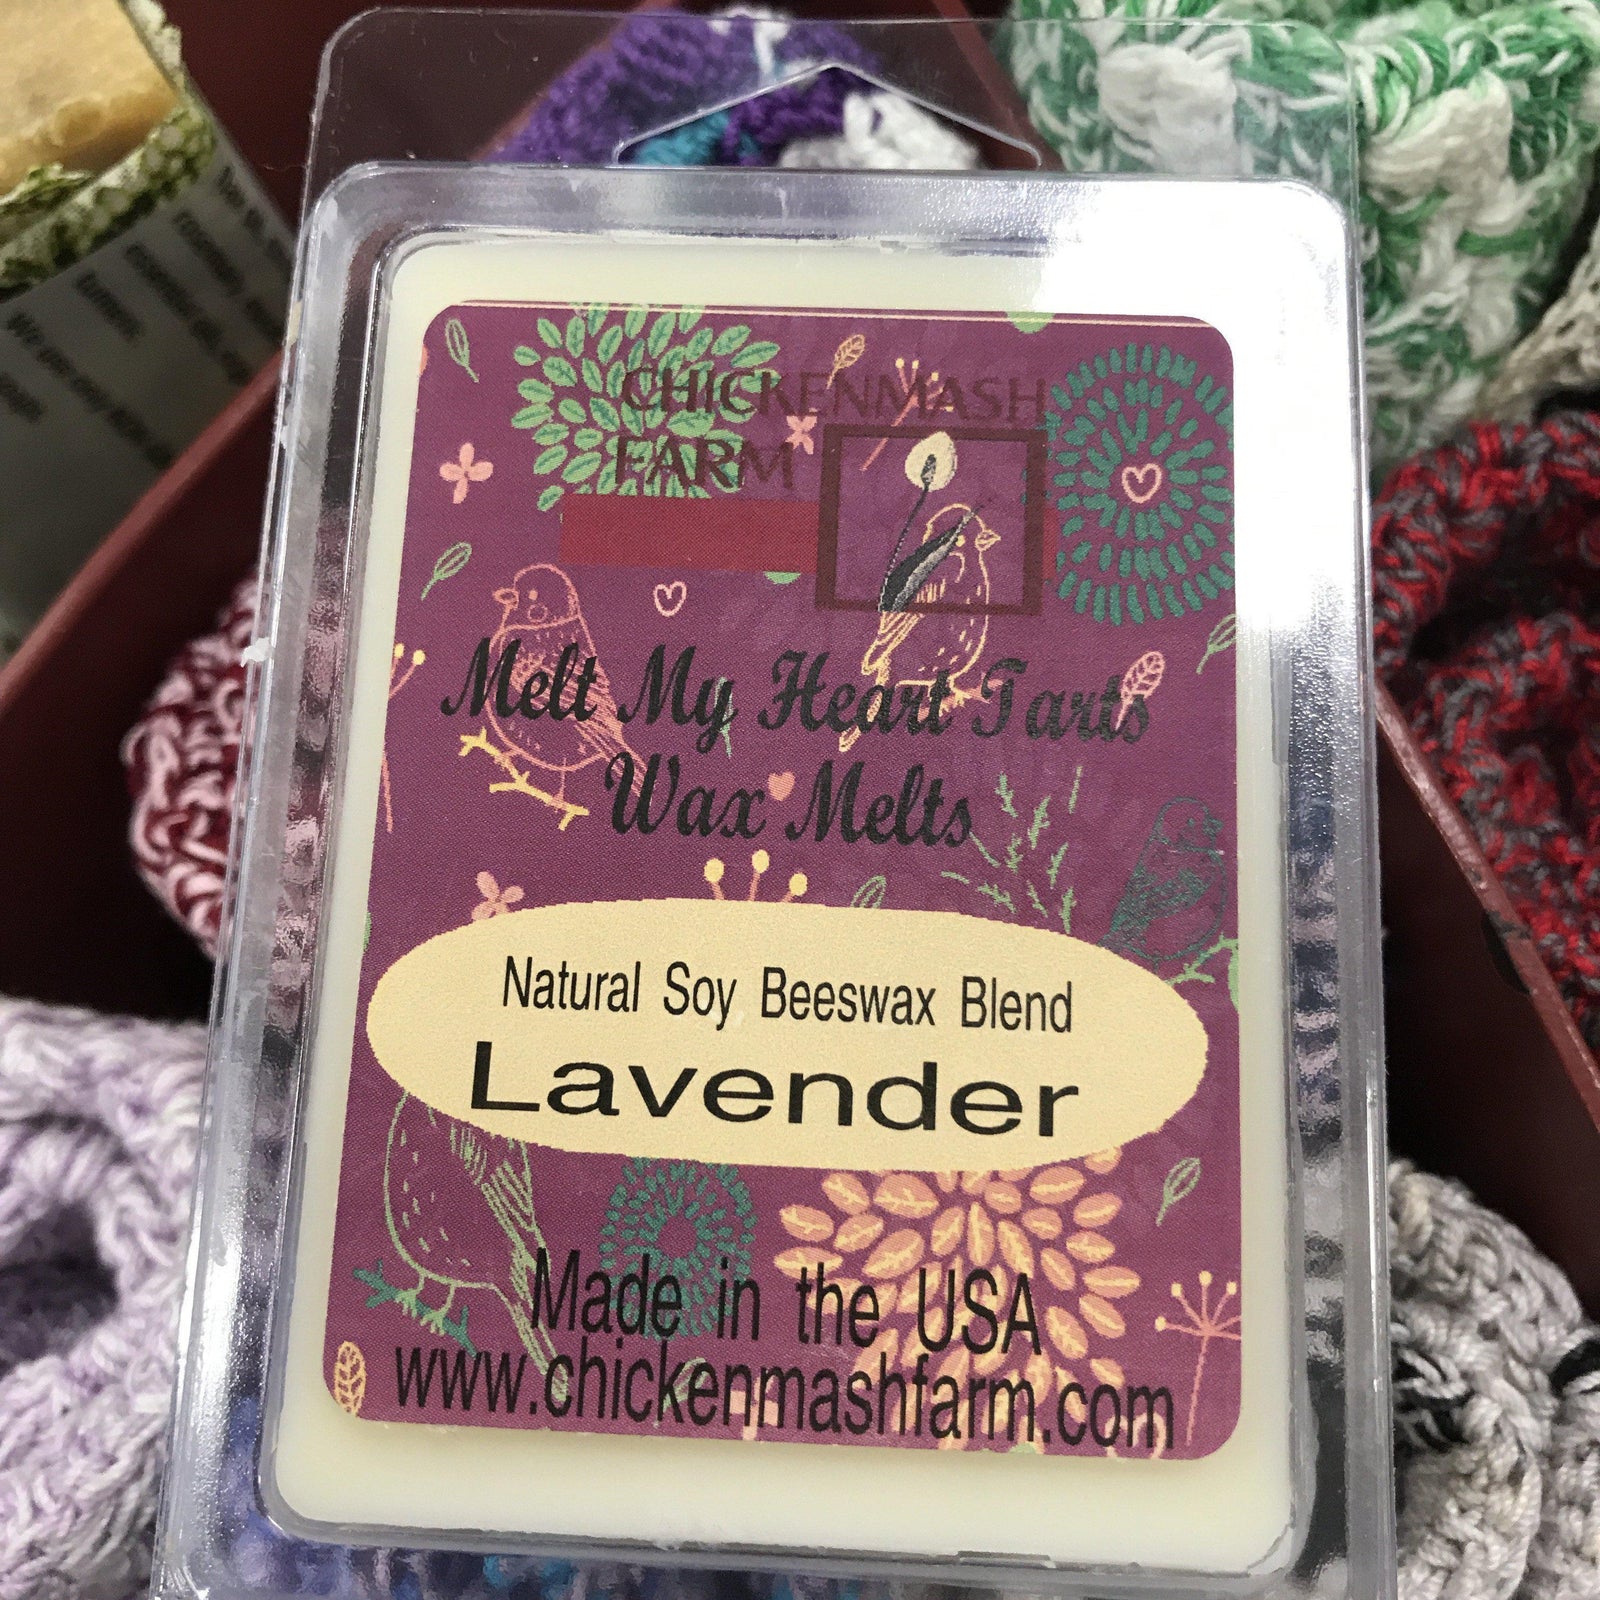 CHICKENMASH
FARM
Melt My Heart Tarts
Wax Melts
Natural Soy Beeswax Blend
Lavender
Made in the USA
www.chickenmashfarm.com